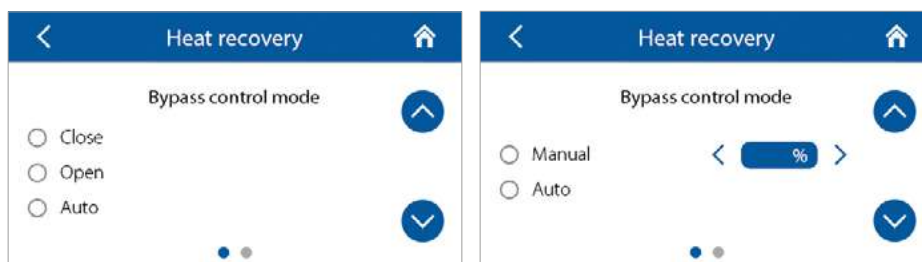 Heat recovery
Bypass control mode
Close
Open
Auto
Heat recovery
Bypass control mode
Manual
%
Auto